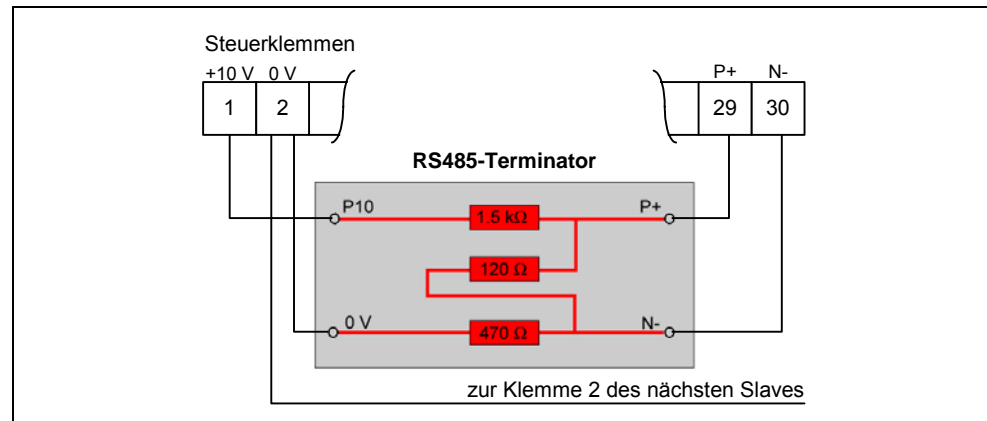 Steuerklemmen
+10 V 0 V P+ N-
1 2 29 30
RS485-Terminator
P10 1.5 kΩ P+
120 Ω
0 V 470 Ω N-
zur Klemme 2 des nächsten Slaves